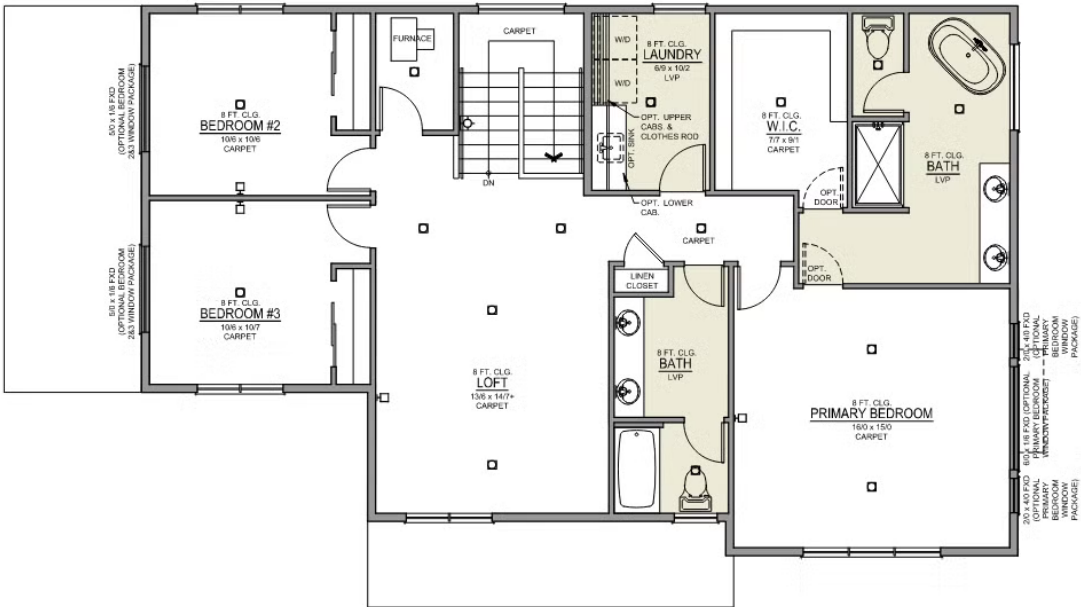 5/0 x 1/6 FXD
(OPTIONAL BEDROOM
2&3 WINDOW PACKAGE)
8 FT. CLG.
BEDROOM #2
10/6 x 10/6
CARPET
FURNACE
CARPET
DN
W/D
W/D
8 FT. CLG.
LAUNDRY
6/9 x 10/2
LVP
OPT. UPPER
CABS. &
CLOTHES ROD
OPT. SINK
OPT. LOWER
CAB.
8 FT. CLG.
W.I.C.
7/7 x 9/1
CARPET
OPT.
DOOR
8 FT. CLG.
BATH
LVP
5/0 x 1/6 FXD
(OPTIONAL BEDROOM
2&3 WINDOW PACKAGE)
8 FT. CLG.
BEDROOM #3
10/6 x 10/7
CARPET
CARPET
LINEN
CLOSET
OPT.
DOOR
8 FT. CLG.
LOFT
13/6 x 14/7+
CARPET
8 FT. CLG.
BATH
LVP
8 FT. CLG.
PRIMARY BEDROOM
16/0 x 15/0
CARPET
2/0 x 4/0 FXD
(OPTIONAL
PRIMARY
BEDROOM
WINDOW
PACKAGE)
6/0 x 1/6 FXD (OPTIONAL
PRIMARY BEDROOM
WINDOW PACKAGE)
2/0 x 4/0 FXD
(OPTIONAL
PRIMARY
BEDROOM
WINDOW
PACKAGE)